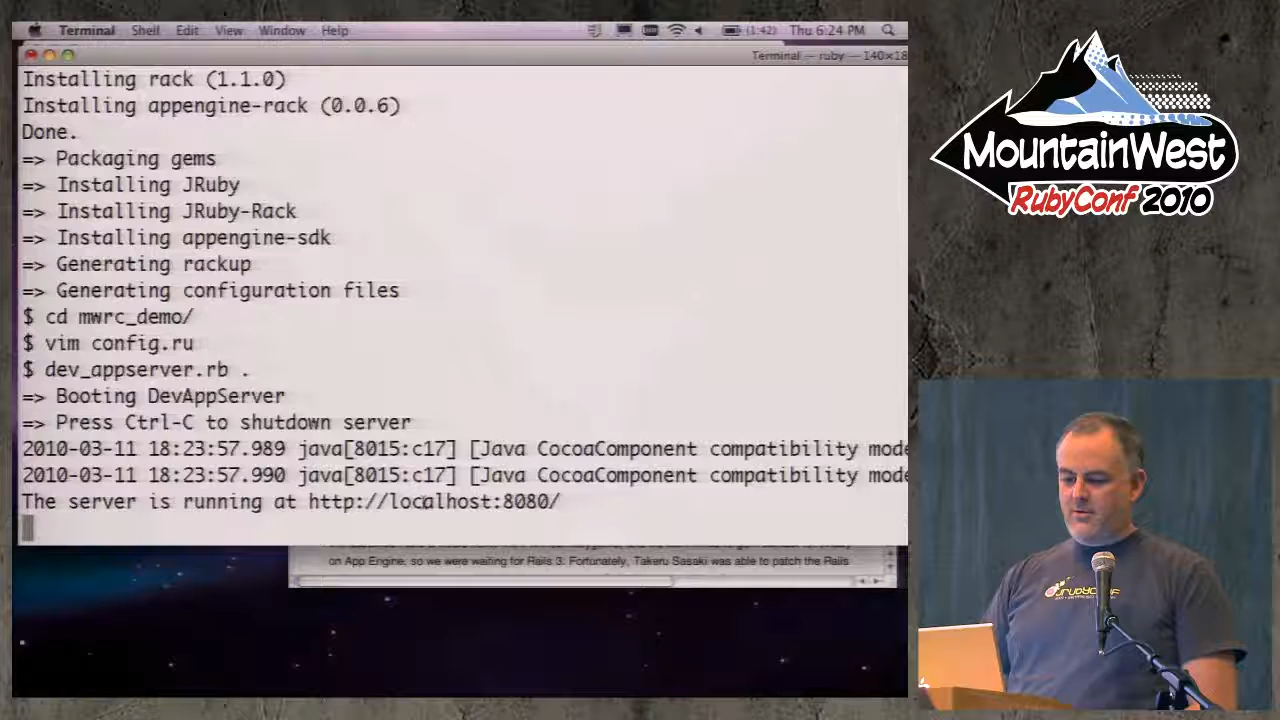 Terminal Shell Edit View Window Help (1:42) Thu 6:24 PM
Terminal — ruby — 140×18
Installing rack (1.1.0)
Installing appengine-rack (0.0.6)
Done.
=> Packaging gems
=> Installing JRuby
=> Installing JRuby-Rack
=> Installing appengine-sdk
=> Generating rackup
=> Generating configuration files
$ cd mwrc_demo/
$ vim config.ru
$ dev_appserver.rb .
=> Booting DevAppServer
=> Press Ctrl-C to shutdown server
2010-03-11 18:23:57.989 java[8015:c17] [Java CocoaComponent compatibility mode
2010-03-11 18:23:57.990 java[8015:c17] [Java CocoaComponent compatibility mode
The server is running at http://localhost:8080/
on App Engine, so we were waiting for Rails 3. Fortunately, Takeru Sasaki was able to patch the Rails
MountainWest
RubyConf 2010
JRUBYCONF